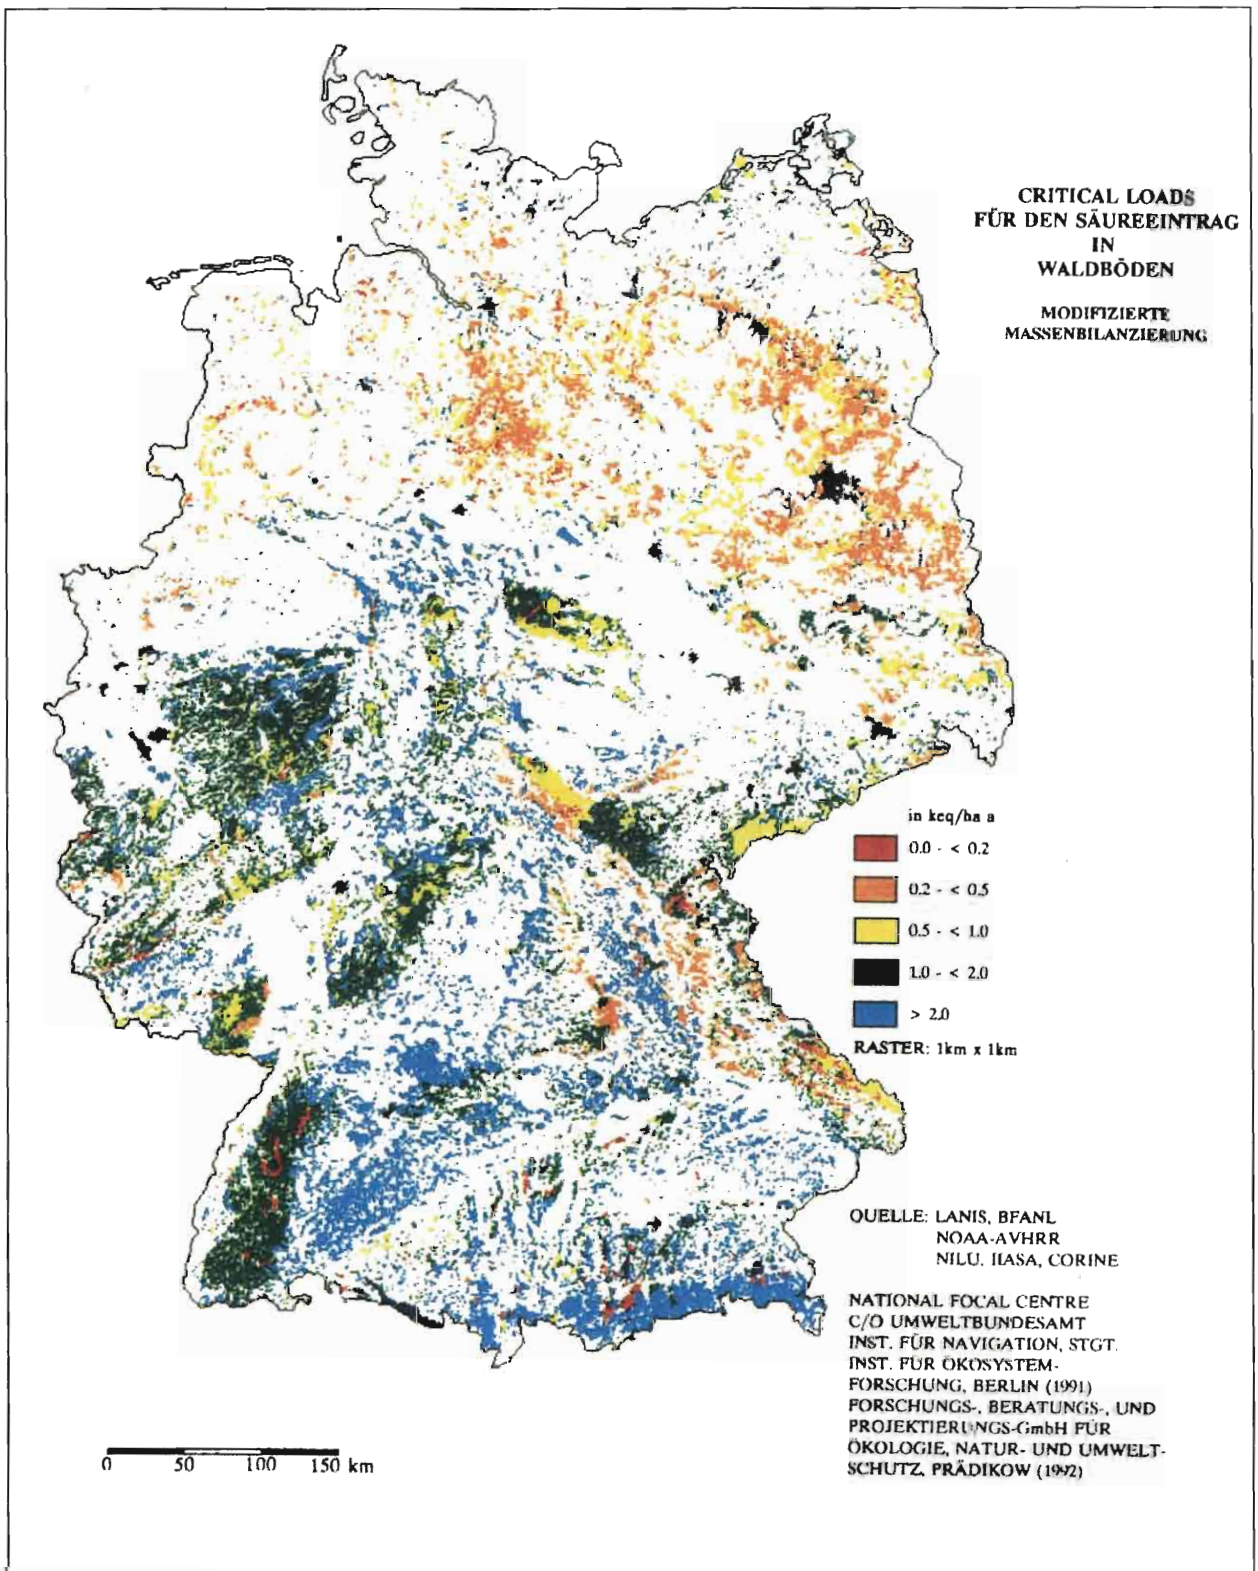 CRITICAL LOADS
FÜR DEN SÄUREEINTRAG
IN
WALDBÖDEN
MODIFIZIERTE
MASSENBILANZIERUNG
in keq/ha a
0.0 - < 0.2
0.2 - < 0.5
0.5 - < 1.0
1.0 - < 2.0
> 2.0
RASTER: 1km x 1km
QUELLE: LANIS, BFANL
NOAA-AVHRR
NILU, IIASA, CORINE
NATIONAL FOCAL CENTRE
C/O UMWELTBUNDESAMT
INST. FÜR NAVIGATION, STGT.
INST. FÜR ÖKOSYSTEM-
FORSCHUNG, BERLIN (1991)
FORSCHUNGS-, BERATUNGS-, UND
PROJEKTIERUNGS-GmbH FÜR
ÖKOLOGIE, NATUR- UND UMWELT-
SCHUTZ, PRÄDIKOW (1992)
0 50 100 150 km